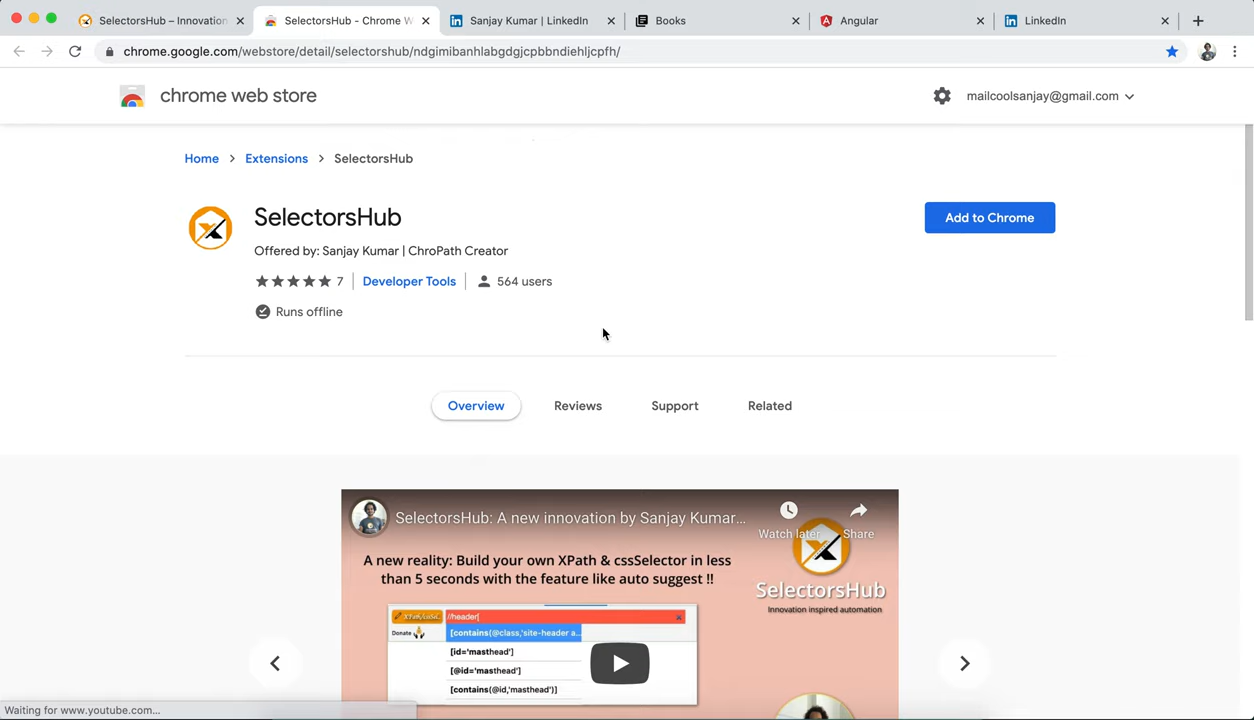 SelectorsHub – Innovation
SelectorsHub - Chrome W
Sanjay Kumar | LinkedIn
Books
Angular
LinkedIn
chrome.google.com/webstore/detail/selectorshub/ndgimibanhlabgdgjcpbbndiehljcpfh/
chrome web store
mailcoolsanjay@gmail.com
Home > Extensions > SelectorsHub
SelectorsHub
Add to Chrome
Offered by: Sanjay Kumar | ChroPath Creator
7 | Developer Tools | 564 users
Runs offline
Overview
Reviews
Support
Related
SelectorsHub: A new innovation by Sanjay Kumar...
Watch later
Share
A new reality: Build your own XPath & cssSelector in less
than 5 seconds with the feature like auto suggest !!
SelectorsHub
Innovation inspired automation
//header[
Donate
[contains(@class,'site-header a...
[id='masthead']
[@id='masthead']
[contains(@id,'masthead')]
Waiting for www.youtube.com...